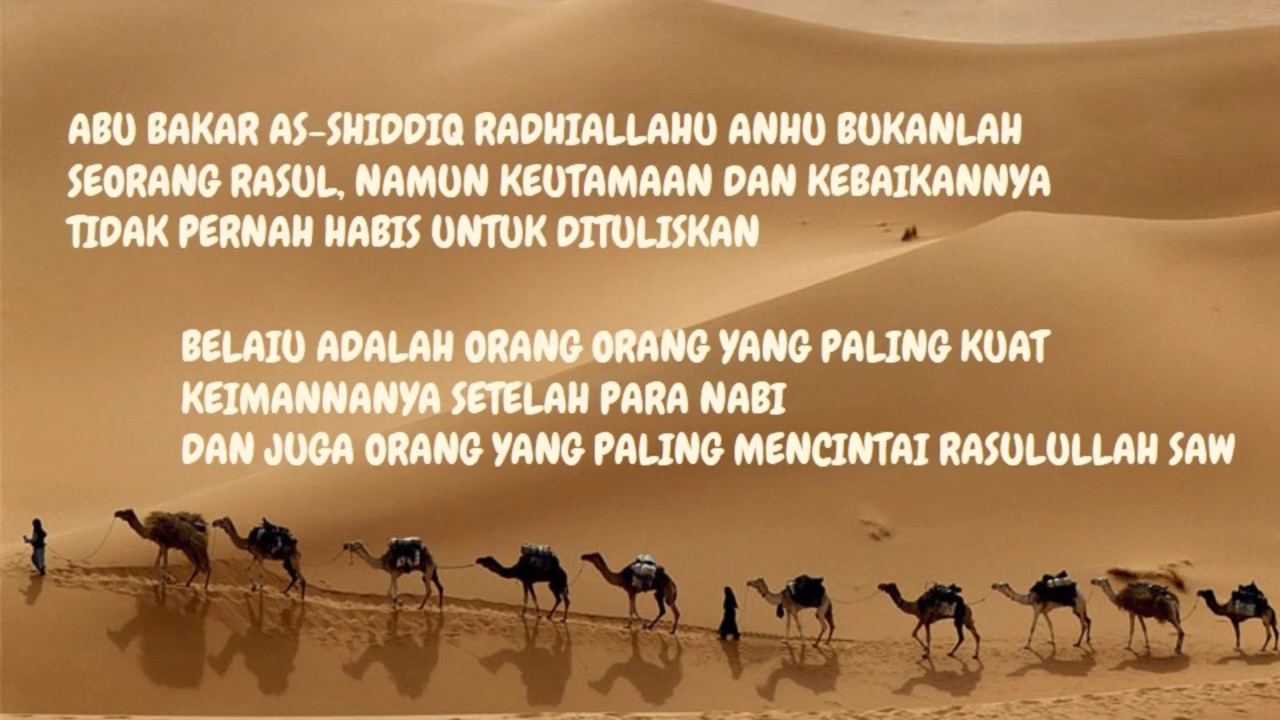 ABU BAKAR AS-SHIDDIQ RADHIALLAHU ANHU BUKANLAH
SEORANG RASUL, NAMUN KEUTAMAAN DAN KEBAIKANNYA
TIDAK PERNAH HABIS UNTUK DITULISKAN
BELAIU ADALAH ORANG ORANG YANG PALING KUAT
KEIMANNANYA SETELAH PARA NABI
DAN JUGA ORANG YANG PALING MENCINTAI RASULULLAH SAW